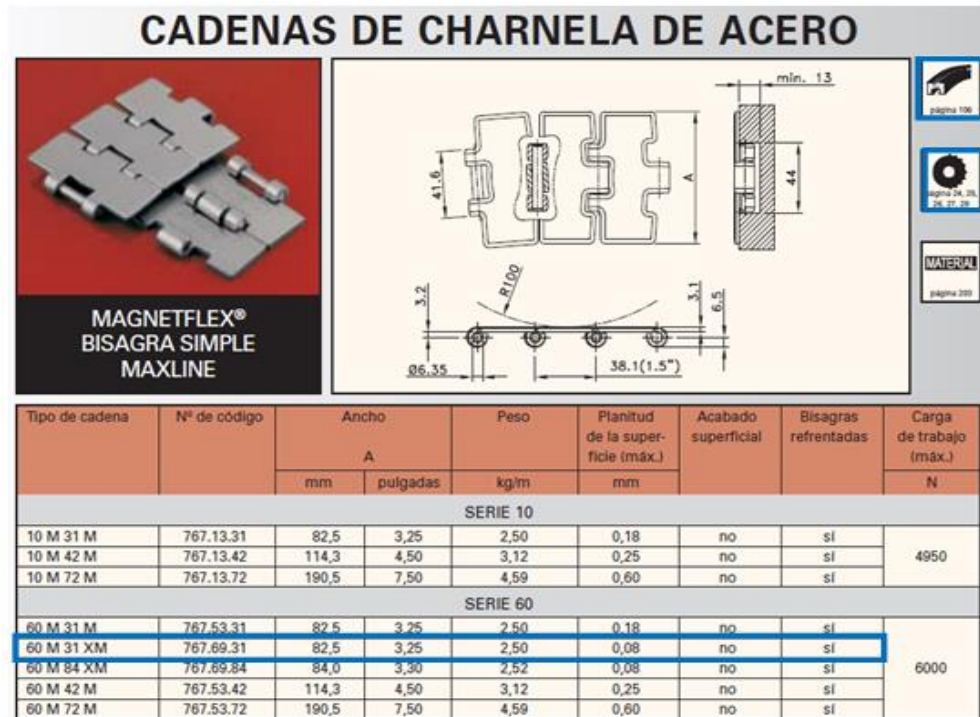 CADENAS DE CHARNELA DE ACERO
MAGNETFLEX®
BISAGRA SIMPLE
MAXLINE
min. 13
41.6
A
44
R100
3.2
3.1
6.5
Ø6.35
38.1(1.5")
página 106
página 24, 25,
26, 27, 28
MATERIAL
página 203
Tipo de cadena Nº de código Ancho A Peso Planitud de la super- ficie (máx.) Acabado superficial Bisagras refrentadas Carga de trabajo (máx.)
mm pulgadas kg/m mm N
SERIE 10
10 M 31 M 767.13.31 82,5 3,25 2,50 0,18 no sí
10 M 42 M 767.13.42 114,3 4,50 3,12 0,25 no sí 4950
10 M 72 M 767.13.72 190,5 7,50 4,59 0,60 no sí
SERIE 60
60 M 31 M 767.53.31 82,5 3,25 2,50 0,18 no sí
60 M 31 XM 767.69.31 82,5 3,25 2,50 0,08 no sí
60 M 84 XM 767.69.84 84,0 3,30 2,52 0,08 no sí 6000
60 M 42 M 767.53.42 114,3 4,50 3,12 0,25 no sí
60 M 72 M 767.53.72 190,5 7,50 4,59 0,60 no sí